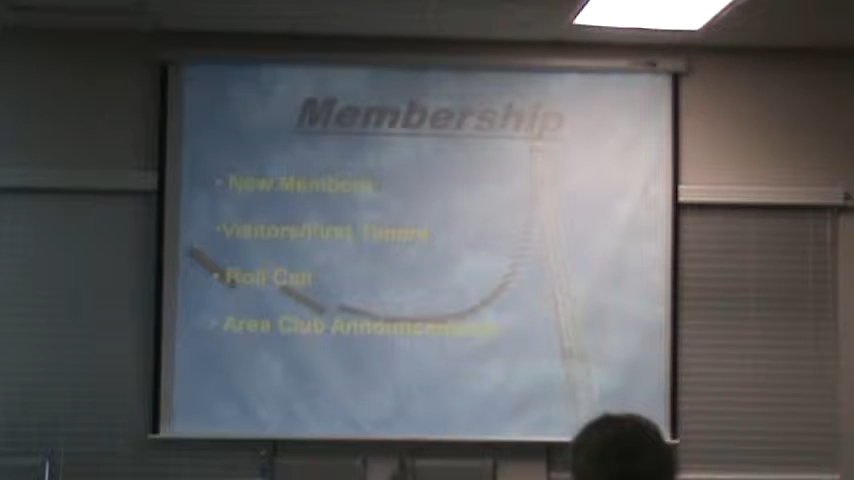 Membership
• New Members
•Visitors/First Timers
• Roll Call
• Area Club Announcements